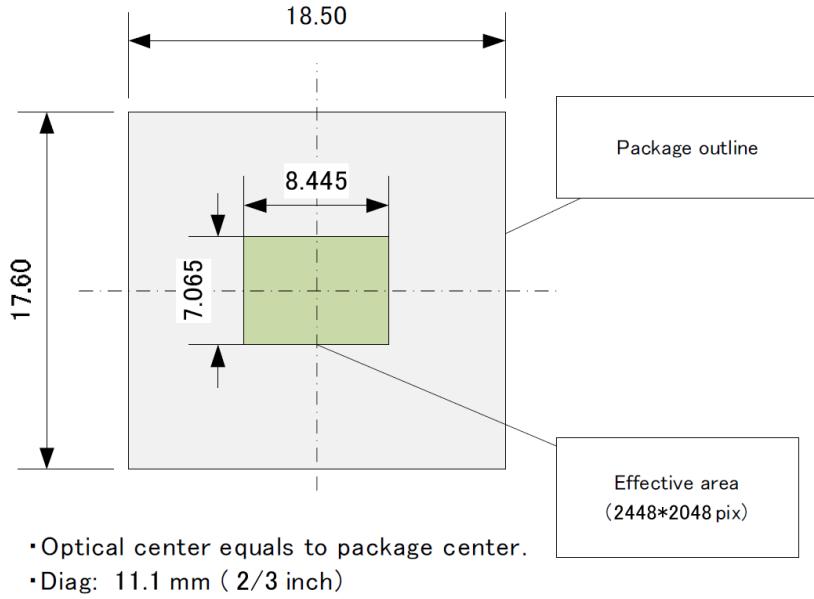 18.50
Package outline
8.445
7.065
17.60
Effective area
(2448*2048 pix)
・Optical center equals to package center.
・Diag: 11.1 mm ( 2/3 inch)